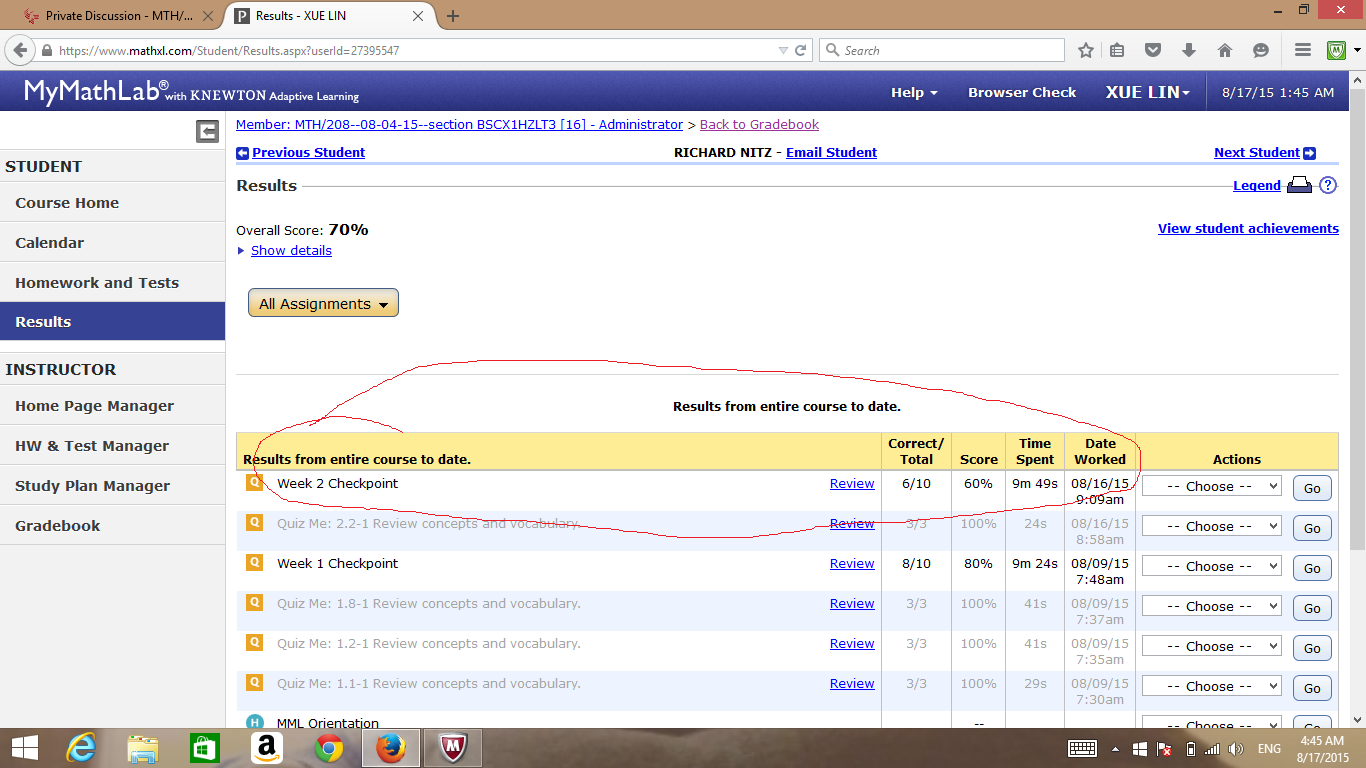 Private Discussion - MTH/...
Results - XUE LIN
https://www.mathxl.com/Student/Results.aspx?userId=27395547
Search
MyMathLab® with KNEWTON Adaptive Learning
Help
Browser Check
XUE LIN
8/17/15 1:45 AM
STUDENT
Course Home
Calendar
Homework and Tests
Results
INSTRUCTOR
Home Page Manager
HW & Test Manager
Study Plan Manager
Gradebook
Member: MTH/208--08-04-15--section BSCX1HZLT3 [16] - Administrator > Back to Gradebook
Previous Student
RICHARD NITZ - Email Student
Next Student
Results
Legend
?
Overall Score: 70%
View student achievements
Show details
All Assignments
Results from entire course to date.
Results from entire course to date. Correct/ Total Score Time Spent Date Worked Actions
Q Week 2 Checkpoint Review 6/10 60% 9m 49s 08/16/15 9:09am -- Choose -- Go
Q Quiz Me: 2.2-1 Review concepts and vocabulary. Review 3/3 100% 24s 08/16/15 8:58am -- Choose -- Go
Q Week 1 Checkpoint Review 8/10 80% 9m 24s 08/09/15 7:48am -- Choose -- Go
Q Quiz Me: 1.8-1 Review concepts and vocabulary. Review 3/3 100% 41s 08/09/15 7:37am -- Choose -- Go
Q Quiz Me: 1.2-1 Review concepts and vocabulary. Review 3/3 100% 41s 08/09/15 7:35am -- Choose -- Go
Q Quiz Me: 1.1-1 Review concepts and vocabulary. Review 3/3 100% 29s 08/09/15 7:30am -- Choose -- Go
H MML Orientation -- -- Choose -- Go
ENG
4:45 AM
8/17/2015